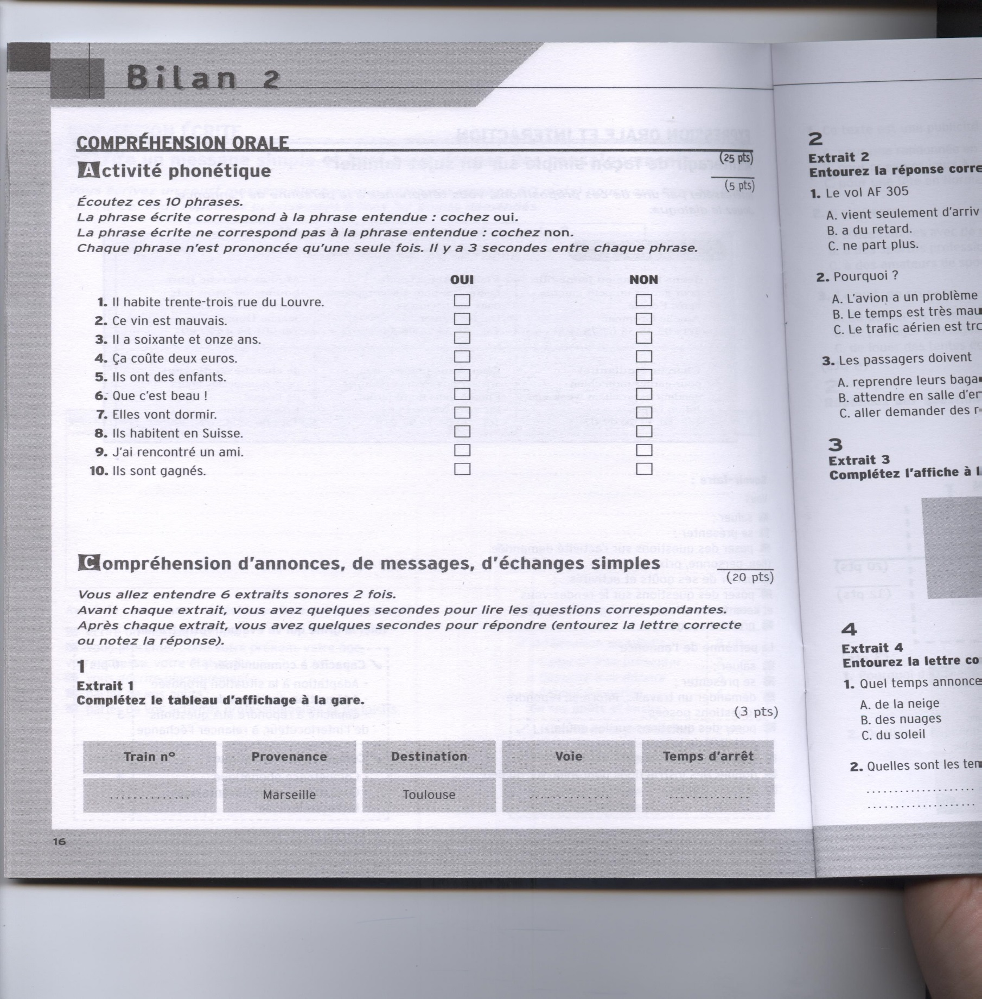 Bilan 2
COMPRÉHENSION ORALE
(25 pts)
Activité phonétique
(5 pts)
Écoutez ces 10 phrases.
La phrase écrite correspond à la phrase entendue : cochez oui.
La phrase écrite ne correspond pas à la phrase entendue : cochez non.
Chaque phrase n'est prononcée qu'une seule fois. Il y a 3 secondes entre chaque phrase.
OUI NON
1. Il habite trente-trois rue du Louvre.
2. Ce vin est mauvais.
3. Il a soixante et onze ans.
4. Ça coûte deux euros.
5. Ils ont des enfants.
6. Que c'est beau !
7. Elles vont dormir.
8. Ils habitent en Suisse.
9. J'ai rencontré un ami.
10. Ils sont gagnés.
Compréhension d'annonces, de messages, d'échanges simples
(20 pts)
Vous allez entendre 6 extraits sonores 2 fois.
Avant chaque extrait, vous avez quelques secondes pour lire les questions correspondantes.
Après chaque extrait, vous avez quelques secondes pour répondre (entourez la lettre correcte
ou notez la réponse).
1
Extrait 1
Complétez le tableau d'affichage à la gare.
(3 pts)
Train nº Provenance Destination Voie Temps d'arrêt
.............. Marseille Toulouse .............. ..............
16
2
Extrait 2
Entourez la réponse
1. Le vol AF 305
A. vient seulement
B. a du retard.
C. ne part plus.
2. Pourquoi ?
A. L'avion a un problème
B. Le temps est très
C. Le trafic aérien est
3. Les passagers doivent
A. reprendre leurs
B. attendre en salle
C. aller demander des
3
Extrait 3
Complétez l'affiche à
4
Extrait 4
Entourez la lettre
1. Quel temps
A. de la neige
B. des nuages
C. du soleil
2. Quelles sont les